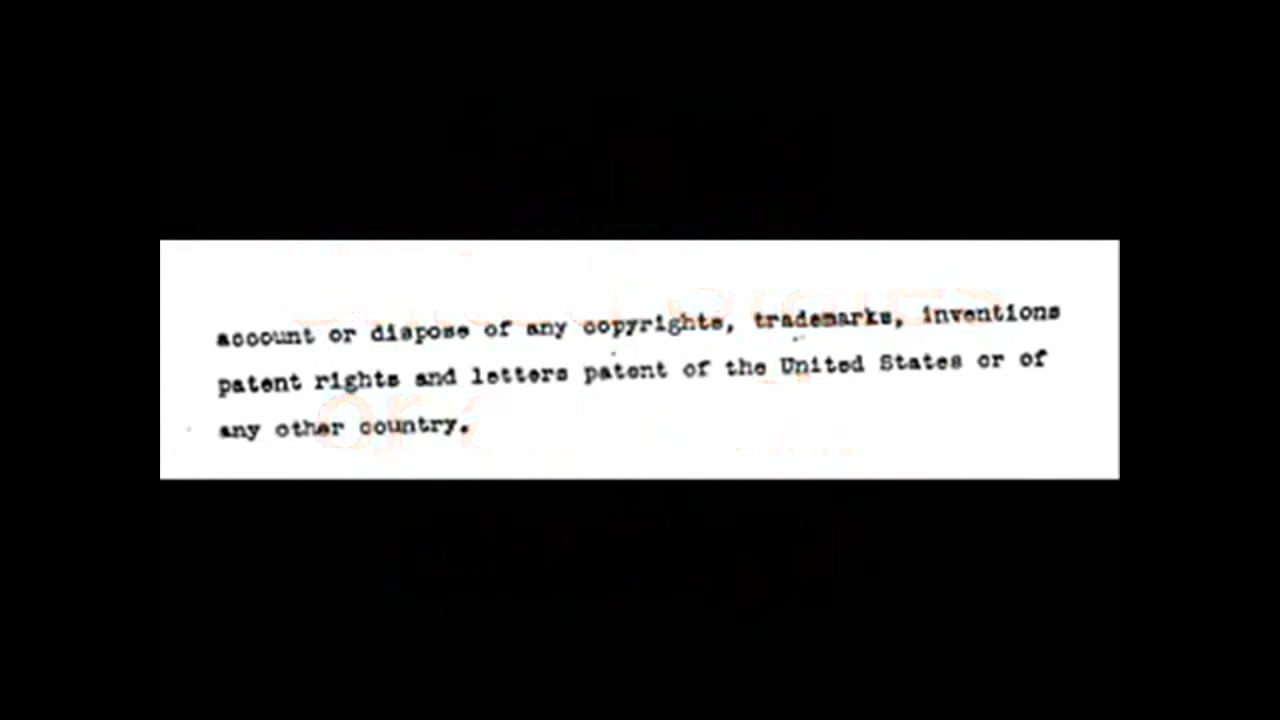 account or dispose of any copyrights, trademarks, inventions
patent rights and letters patent of the United States or of
any other country.